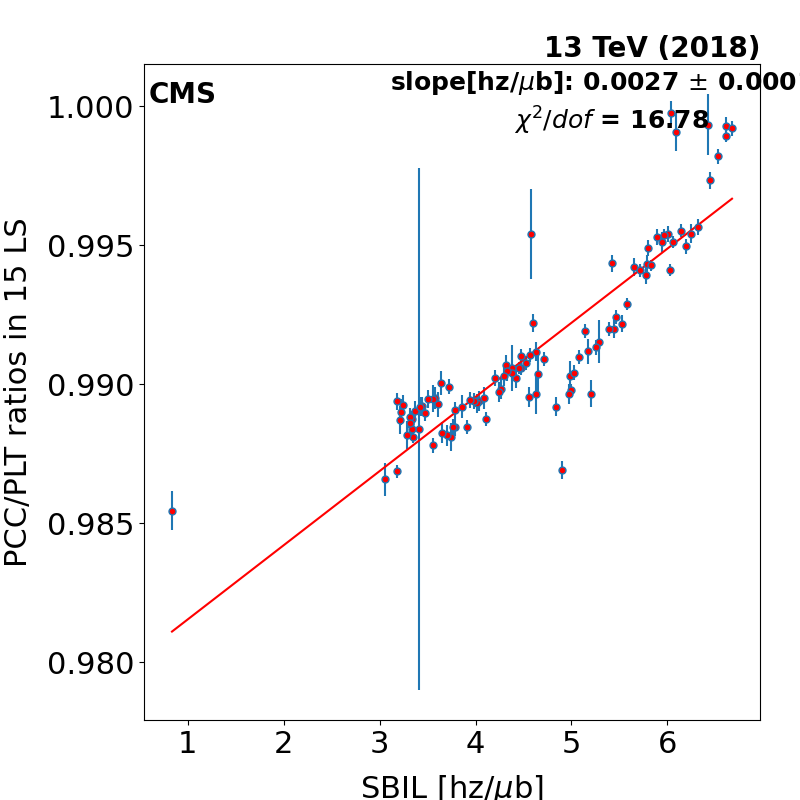 13 TeV (2018)
slope[hz/μb]: 0.0027 ± 0.000
CMS
χ²/dof = 16.78
1.000
0.995
0.990
0.985
0.980
PCC/PLT ratios in 15 LS
1 2 3 4 5 6
SBIL [hz/μb]